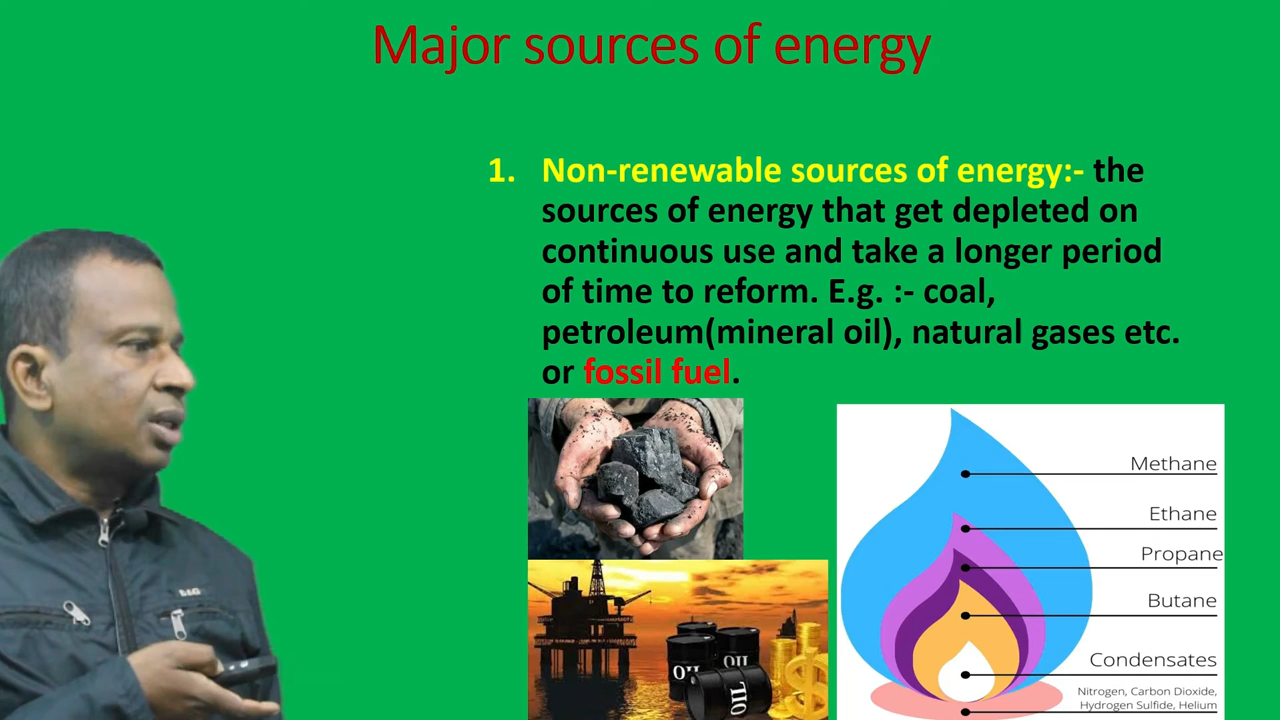 Major sources of energy
1. Non-renewable sources of energy:- the
sources of energy that get depleted on
continuous use and take a longer period
of time to reform. E.g. :- coal,
petroleum(mineral oil), natural gases etc.
or fossil fuel.
Methane
Ethane
Propane
Butane
Condensates
Nitrogen, Carbon Dioxide,
Hydrogen Sulfide, Helium
OIL
OIL
OIL